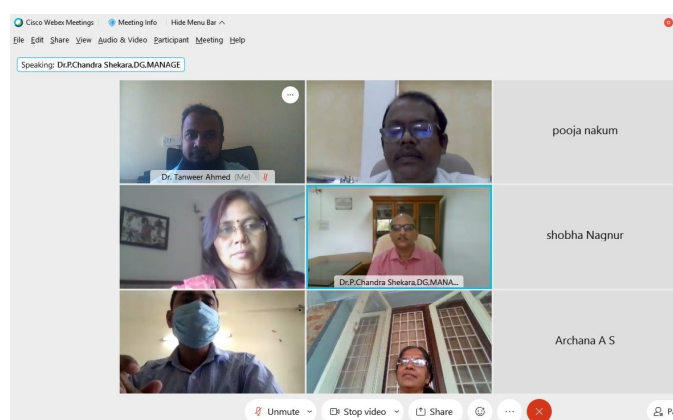 Cisco Webex Meetings Meeting Info Hide Menu Bar
File Edit Share View Audio & Video Participant Meeting Help
Speaking: Dr.P.Chandra Shekara,DG,MANAGE
Dr. Tanweer Ahmed (Me)
pooja nakum
Dr.P.Chandra Shekara,DG,MANA...
shobha Nagnur
Archana A S
Unmute Stop video Share